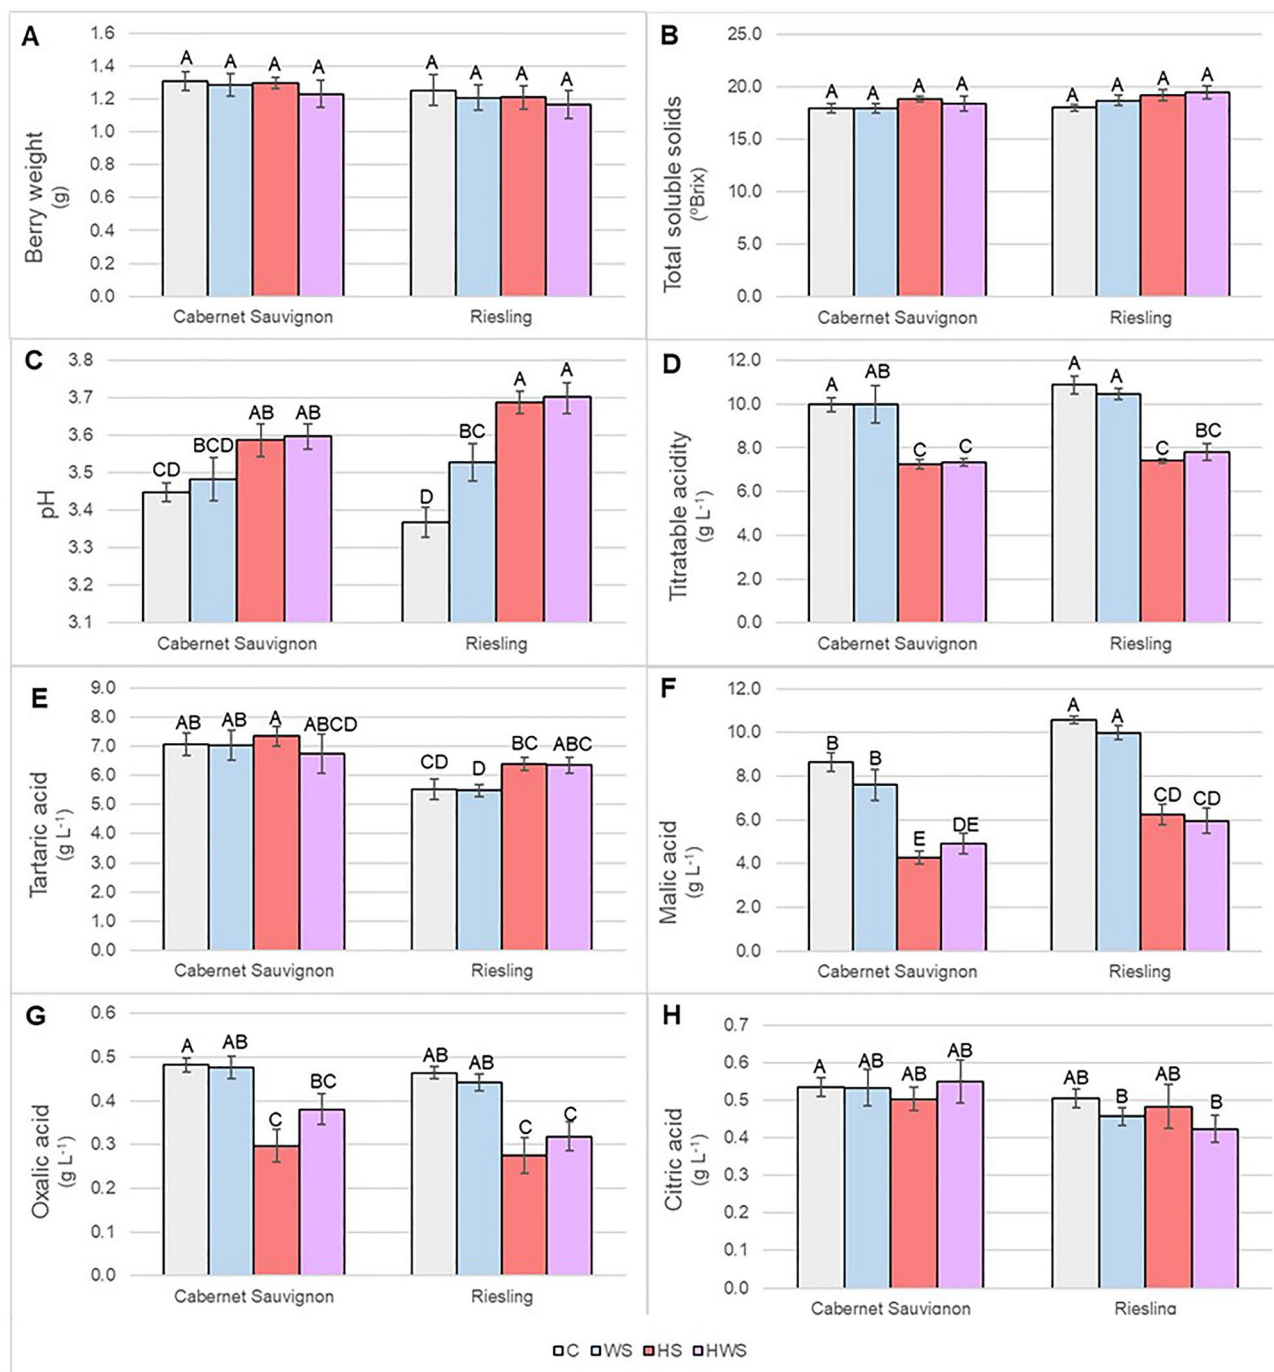 A
Berry weight
(g)
1.6
1.4
1.2
1.0
0.8
0.6
0.4
0.2
0.0
A A A A A A A A
Cabernet Sauvignon Riesling
B
Total soluble solids
(ºBrix)
25.0
20.0
15.0
10.0
5.0
0.0
A A A A A A A A
Cabernet Sauvignon Riesling
C
pH
3.8
3.7
3.6
3.5
3.4
3.3
3.2
3.1
CD BCD AB AB D BC A A
Cabernet Sauvignon Riesling
D
Titratable acidity
(g L-1)
12.0
10.0
8.0
6.0
4.0
2.0
0.0
A AB C C A A C BC
Cabernet Sauvignon Riesling
E
Tartaric acid
(g L-1)
9.0
8.0
7.0
6.0
5.0
4.0
3.0
2.0
1.0
0.0
AB AB A ABCD CD D BC ABC
Cabernet Sauvignon Riesling
F
Malic acid
(g L-1)
12.0
10.0
8.0
6.0
4.0
2.0
0.0
B B E DE A A CD CD
Cabernet Sauvignon Riesling
G
Oxalic acid
(g L-1)
0.6
0.5
0.4
0.3
0.2
0.1
0.0
A AB C BC AB AB C C
Cabernet Sauvignon Riesling
H
Citric acid
(g L-1)
0.7
0.6
0.5
0.4
0.3
0.2
0.1
0.0
A AB AB AB AB B AB B
Cabernet Sauvignon Riesling
C WS HS HWS